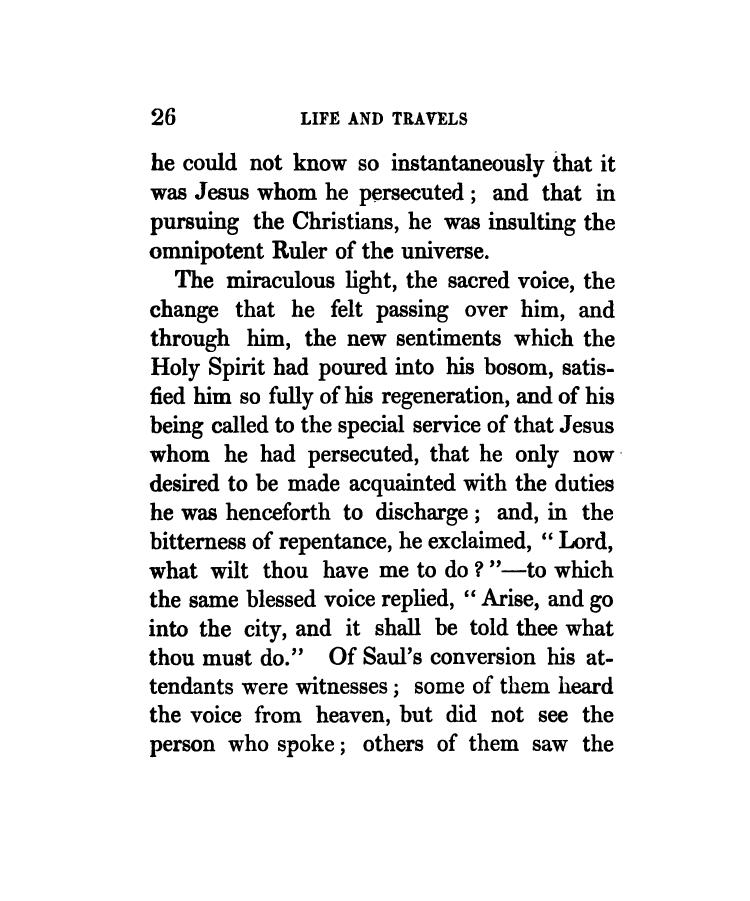 26 LIFE AND TRAVELS
he could not know so instantaneously that it
was Jesus whom he persecuted ; and that in
pursuing the Christians, he was insulting the
omnipotent Ruler of the universe.
The miraculous light, the sacred voice, the
change that he felt passing over him, and
through him, the new sentiments which the
Holy Spirit had poured into his bosom, satis-
fied him so fully of his regeneration, and of his
being called to the special service of that Jesus
whom he had persecuted, that he only now
desired to be made acquainted with the duties
he was henceforth to discharge ; and, in the
bitterness of repentance, he exclaimed, “ Lord,
what wilt thou have me to do ? ”—to which
the same blessed voice replied, “ Arise, and go
into the city, and it shall be told thee what
thou must do.” Of Saul’s conversion his at-
tendants were witnesses ; some of them heard
the voice from heaven, but did not see the
person who spoke ; others of them saw the